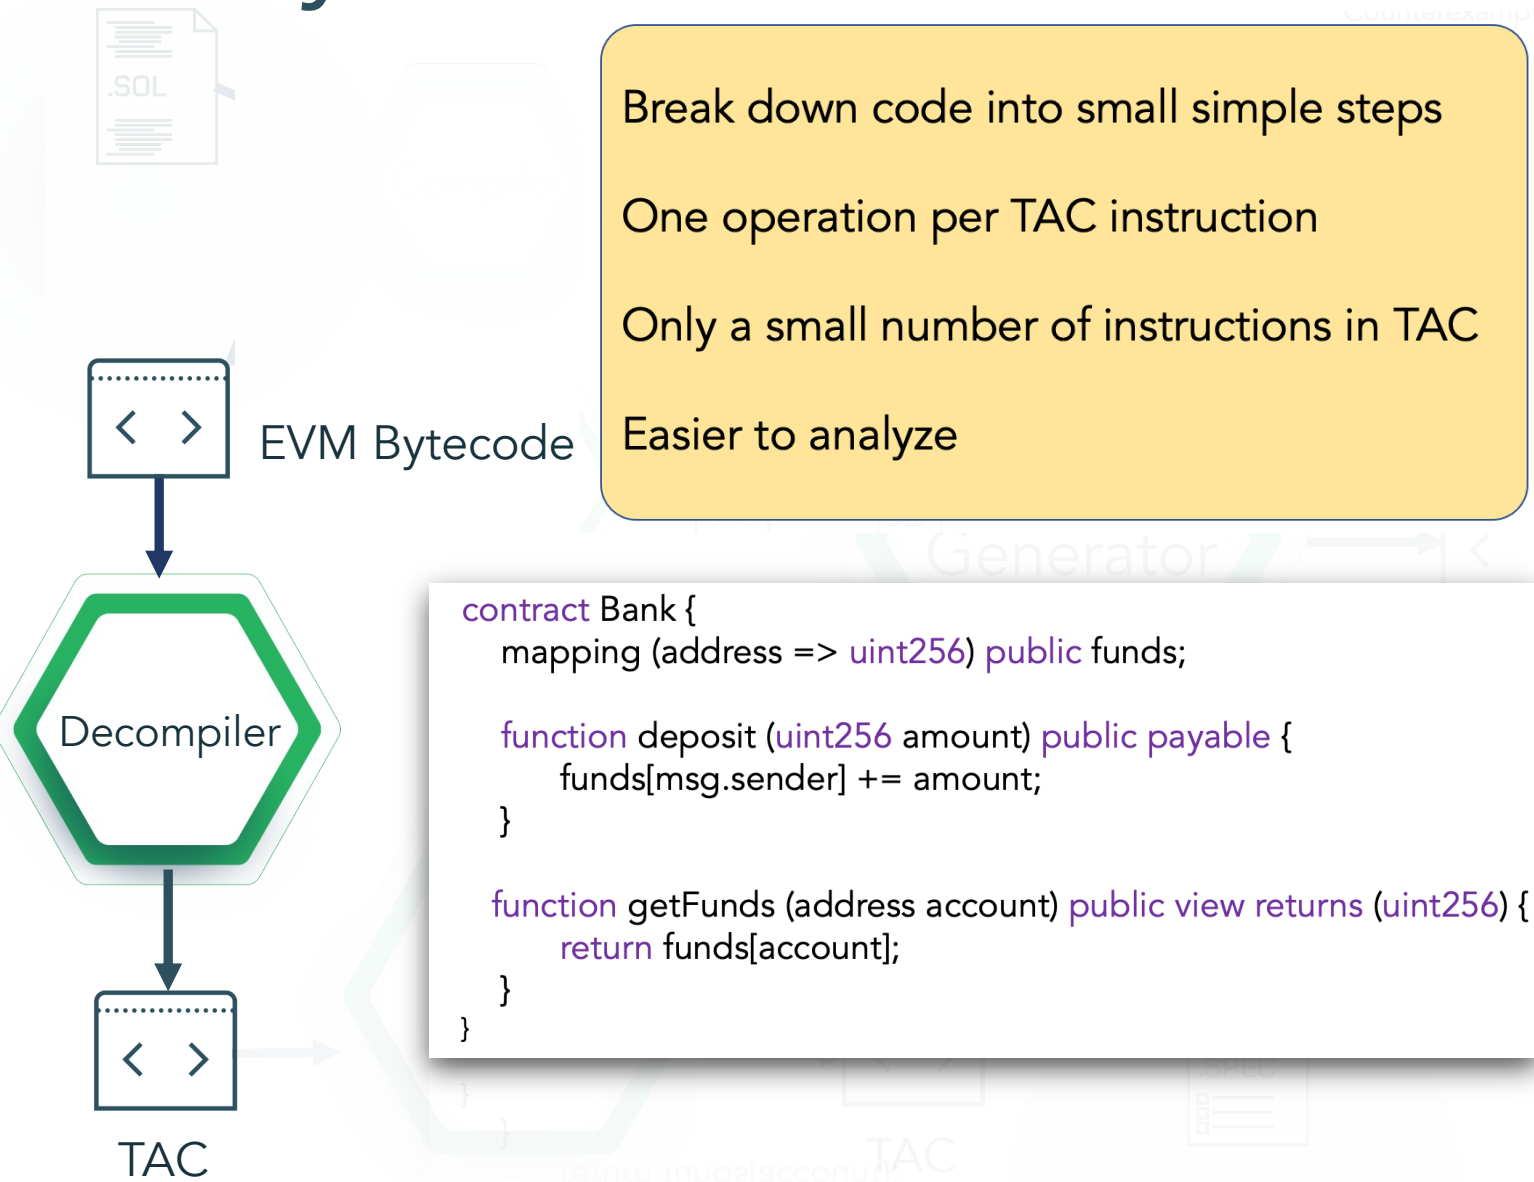 .SOL
Break down code into small simple steps
One operation per TAC instruction
Only a small number of instructions in TAC
Easier to analyze
< >
EVM Bytecode
Generator
Decompiler
contract Bank {
mapping (address => uint256) public funds;
function deposit (uint256 amount) public payable {
funds[msg.sender] += amount;
}
function getFunds (address account) public view returns (uint256) {
return funds[account];
}
}
< >
TAC
.SPEC
}
}
TAC